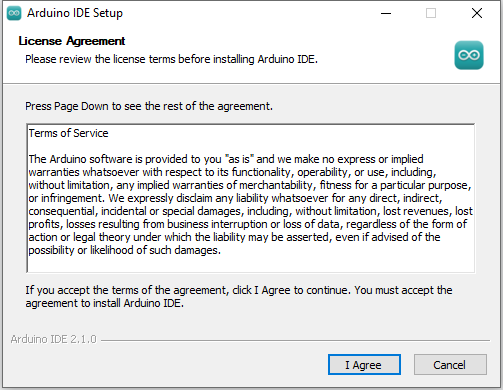 Arduino IDE Setup
License Agreement
Please review the license terms before installing Arduino IDE.
Press Page Down to see the rest of the agreement.
Terms of Service
The Arduino software is provided to you "as is" and we make no express or implied
warranties whatsoever with respect to its functionality, operability, or use, including,
without limitation, any implied warranties of merchantability, fitness for a particular purpose,
or infringement. We expressly disclaim any liability whatsoever for any direct, indirect,
consequential, incidental or special damages, including, without limitation, lost revenues, lost
profits, losses resulting from business interruption or loss of data, regardless of the form of
action or legal theory under which the liability may be asserted, even if advised of the
possibility or likelihood of such damages.
If you accept the terms of the agreement, click I Agree to continue. You must accept the
agreement to install Arduino IDE.
Arduino IDE 2.1.0
I Agree
Cancel